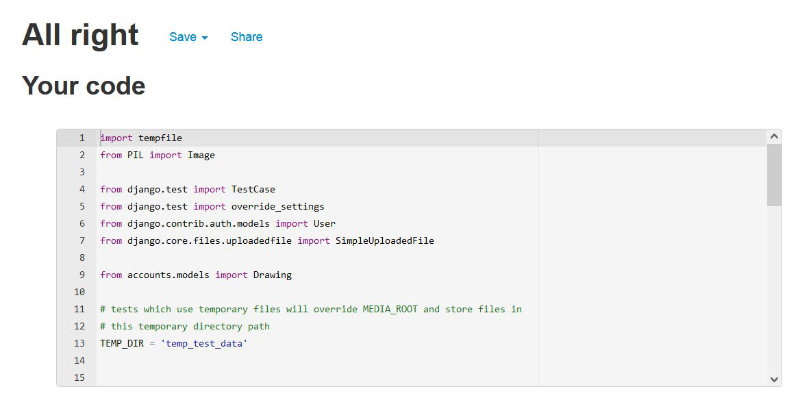 All right Save Share
Your code
1 import tempfile
2 from PIL import Image
3
4 from django.test import TestCase
5 from django.test import override_settings
6 from django.contrib.auth.models import User
7 from django.core.files.uploadedfile import SimpleUploadedFile
8
9 from accounts.models import Drawing
10
11 # tests which use temporary files will override MEDIA_ROOT and store files in
12 # this temporary directory path
13 TEMP_DIR = 'temp_test_data'
14
15